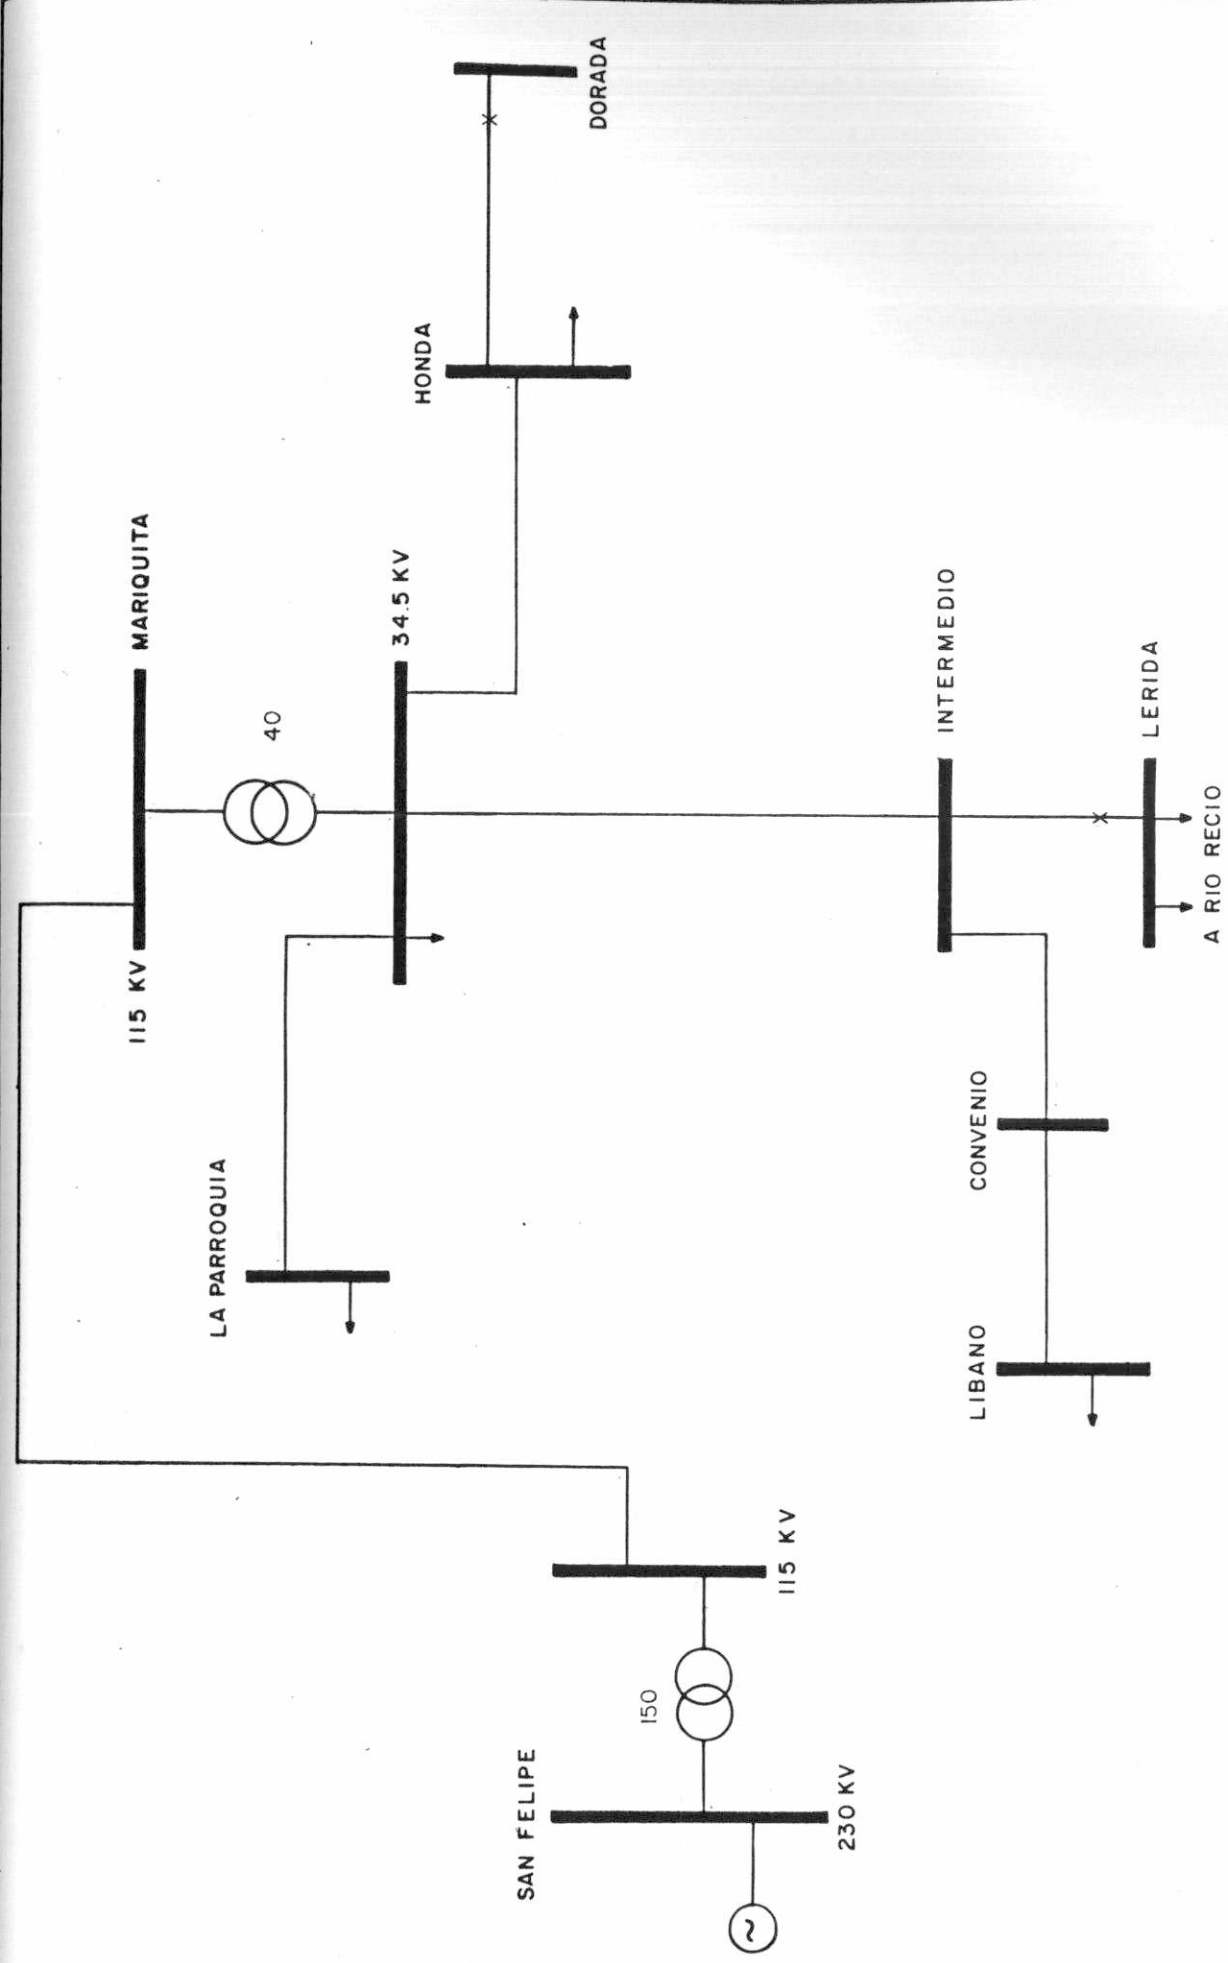 SAN FELIPE
230 KV
150
115 KV
LA PARROQUIA
115 KV
MARIQUITA
40
34.5 KV
HONDA
DORADA
LIBANO
CONVENIO
INTERMEDIO
LERIDA
A RIO RECIO
~